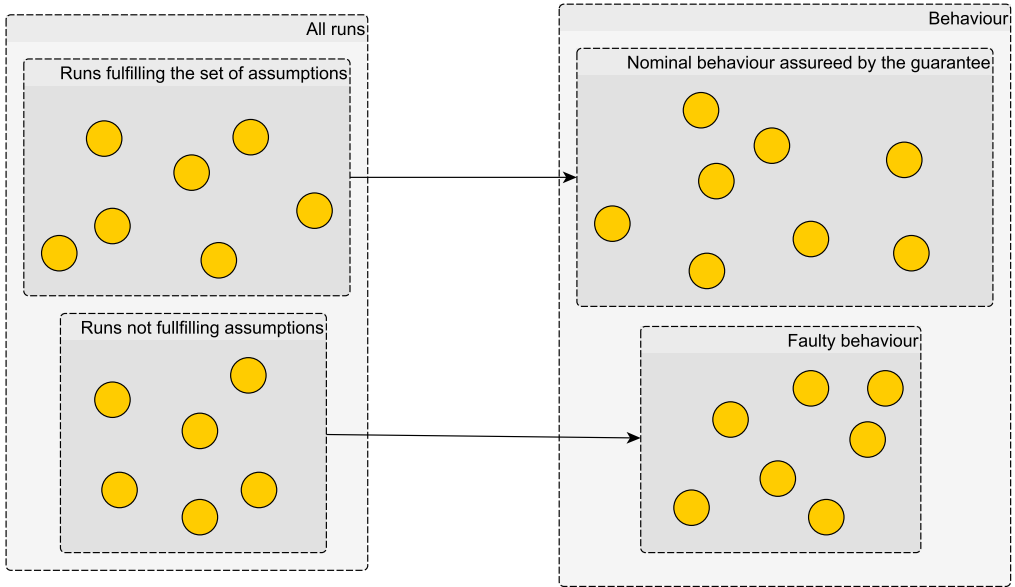 All runs
Runs fulfilling the set of assumptions
Runs not fullfilling assumptions
Behaviour
Nominal behaviour assureed by the guarantee
Faulty behaviour